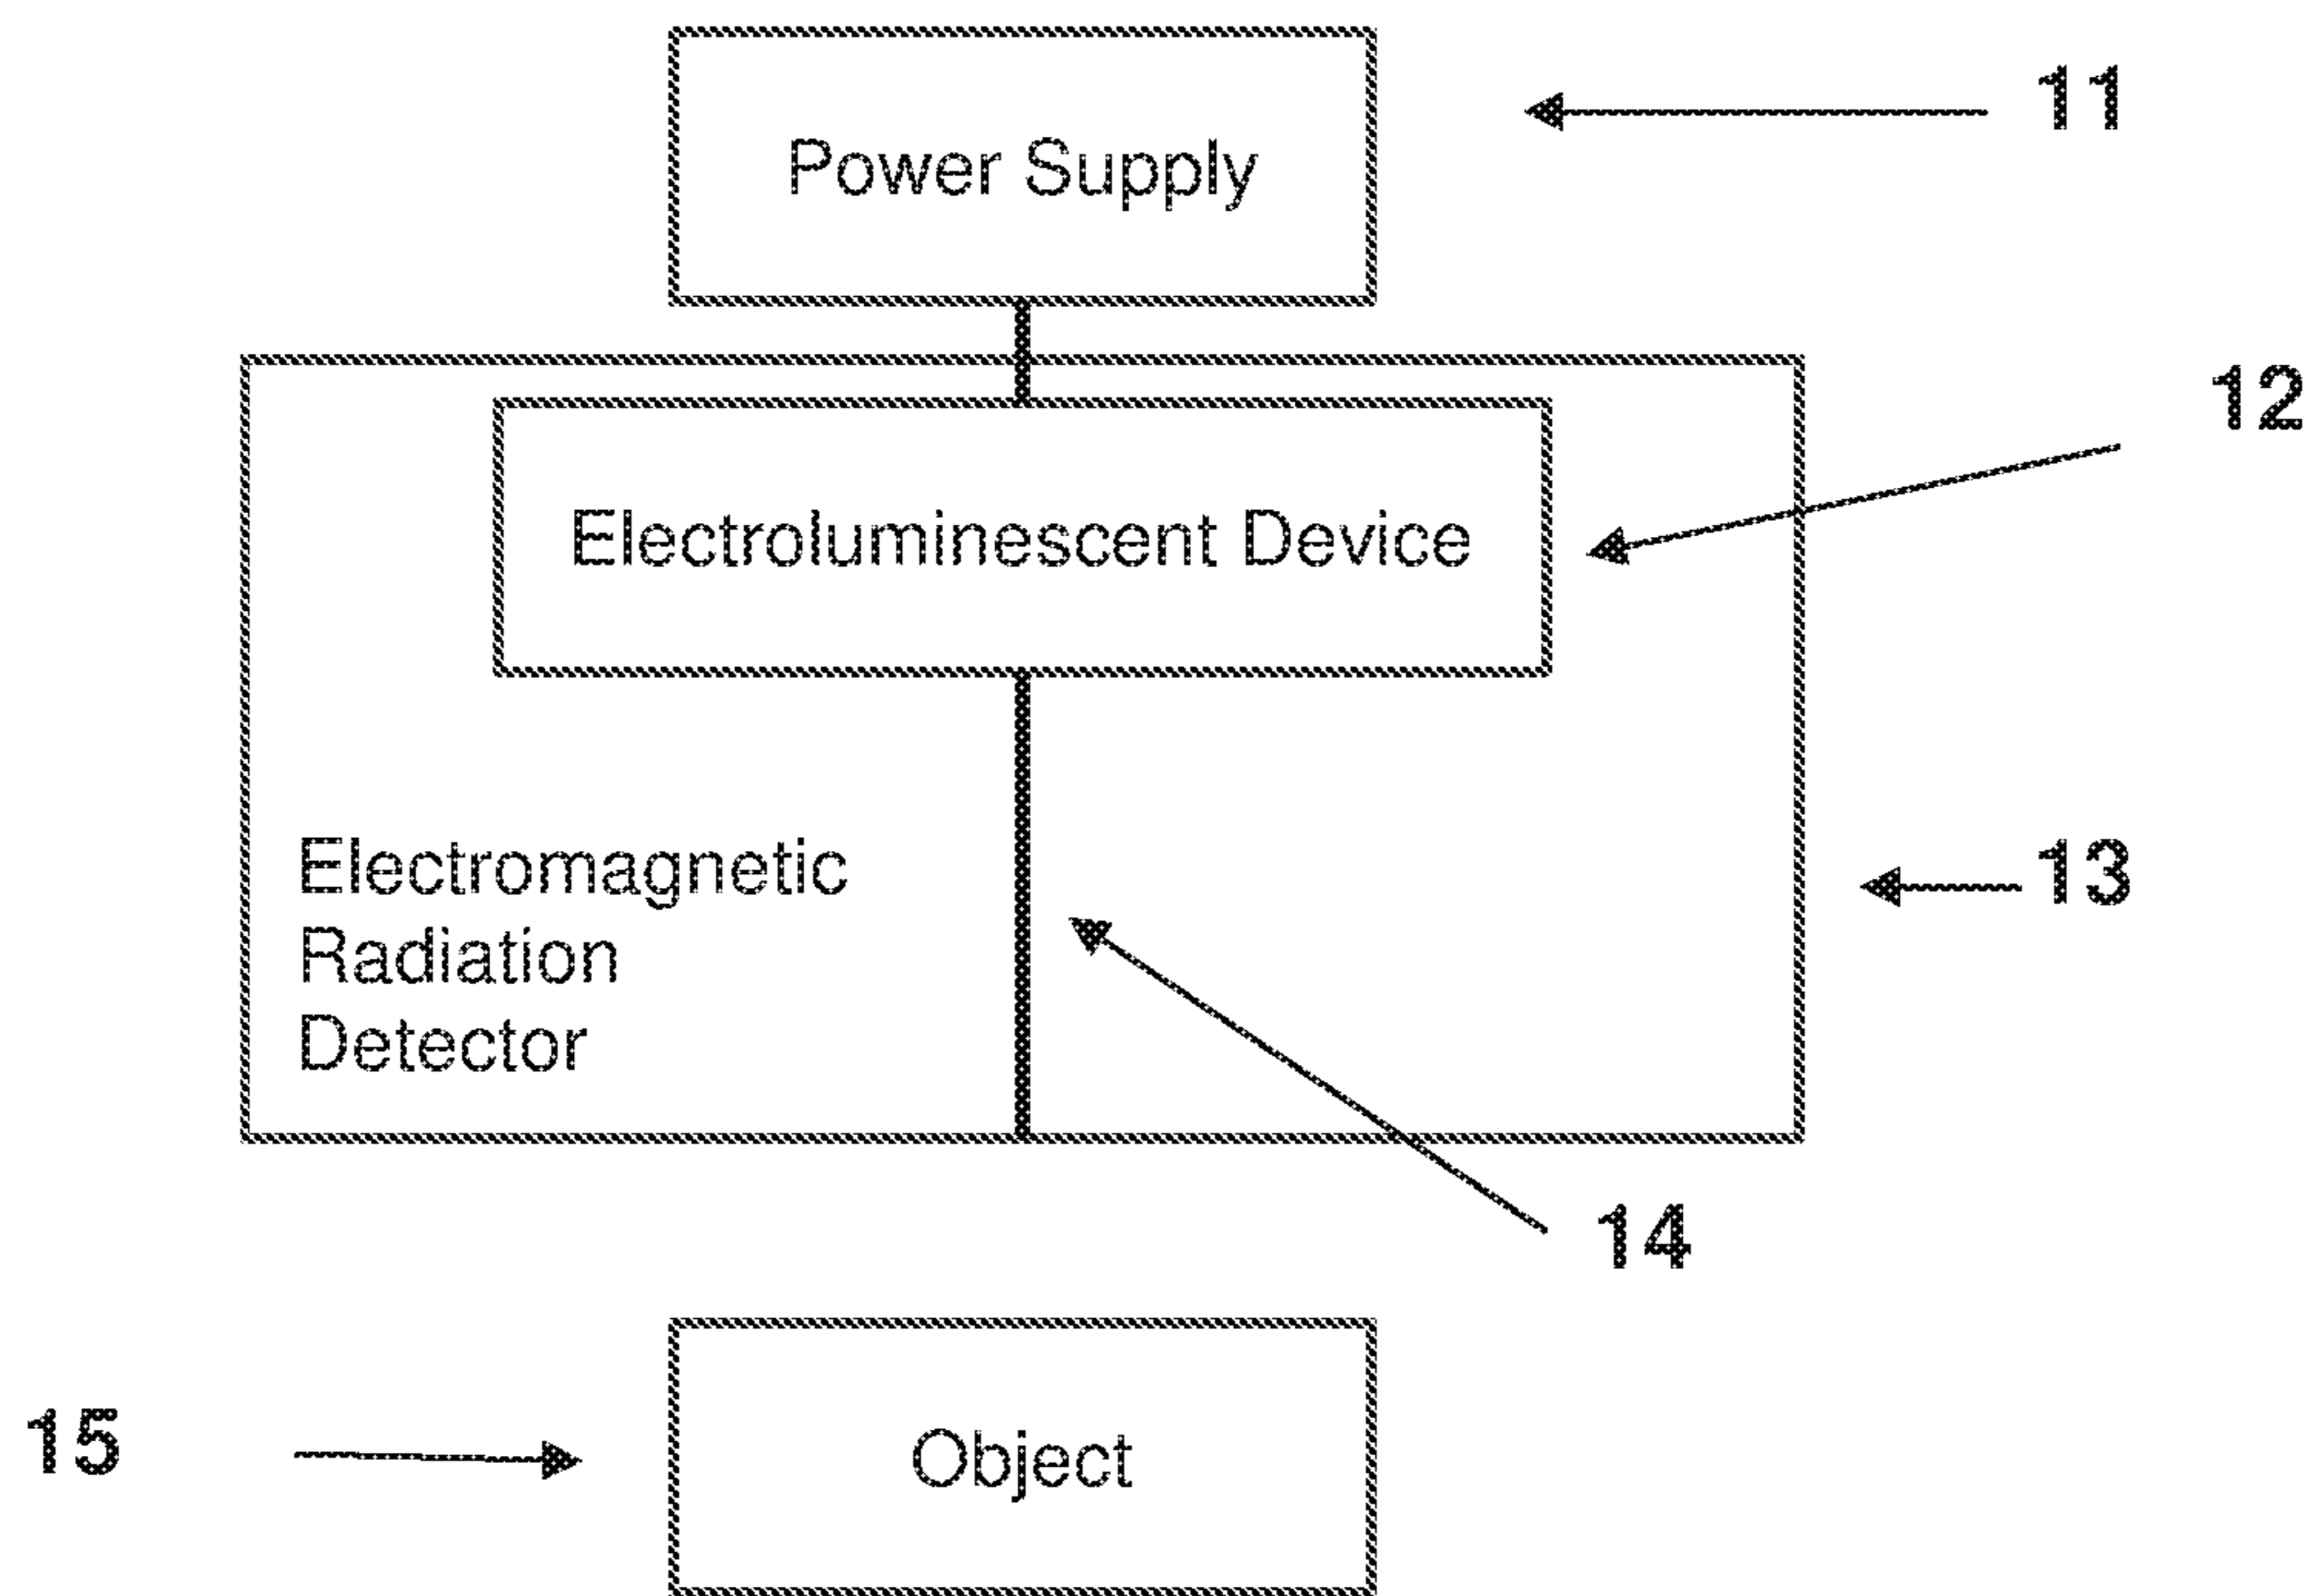 Power Supply
11
12
Electroluminescent Device
13
Electromagnetic
Radiation
Detector
14
15
Object